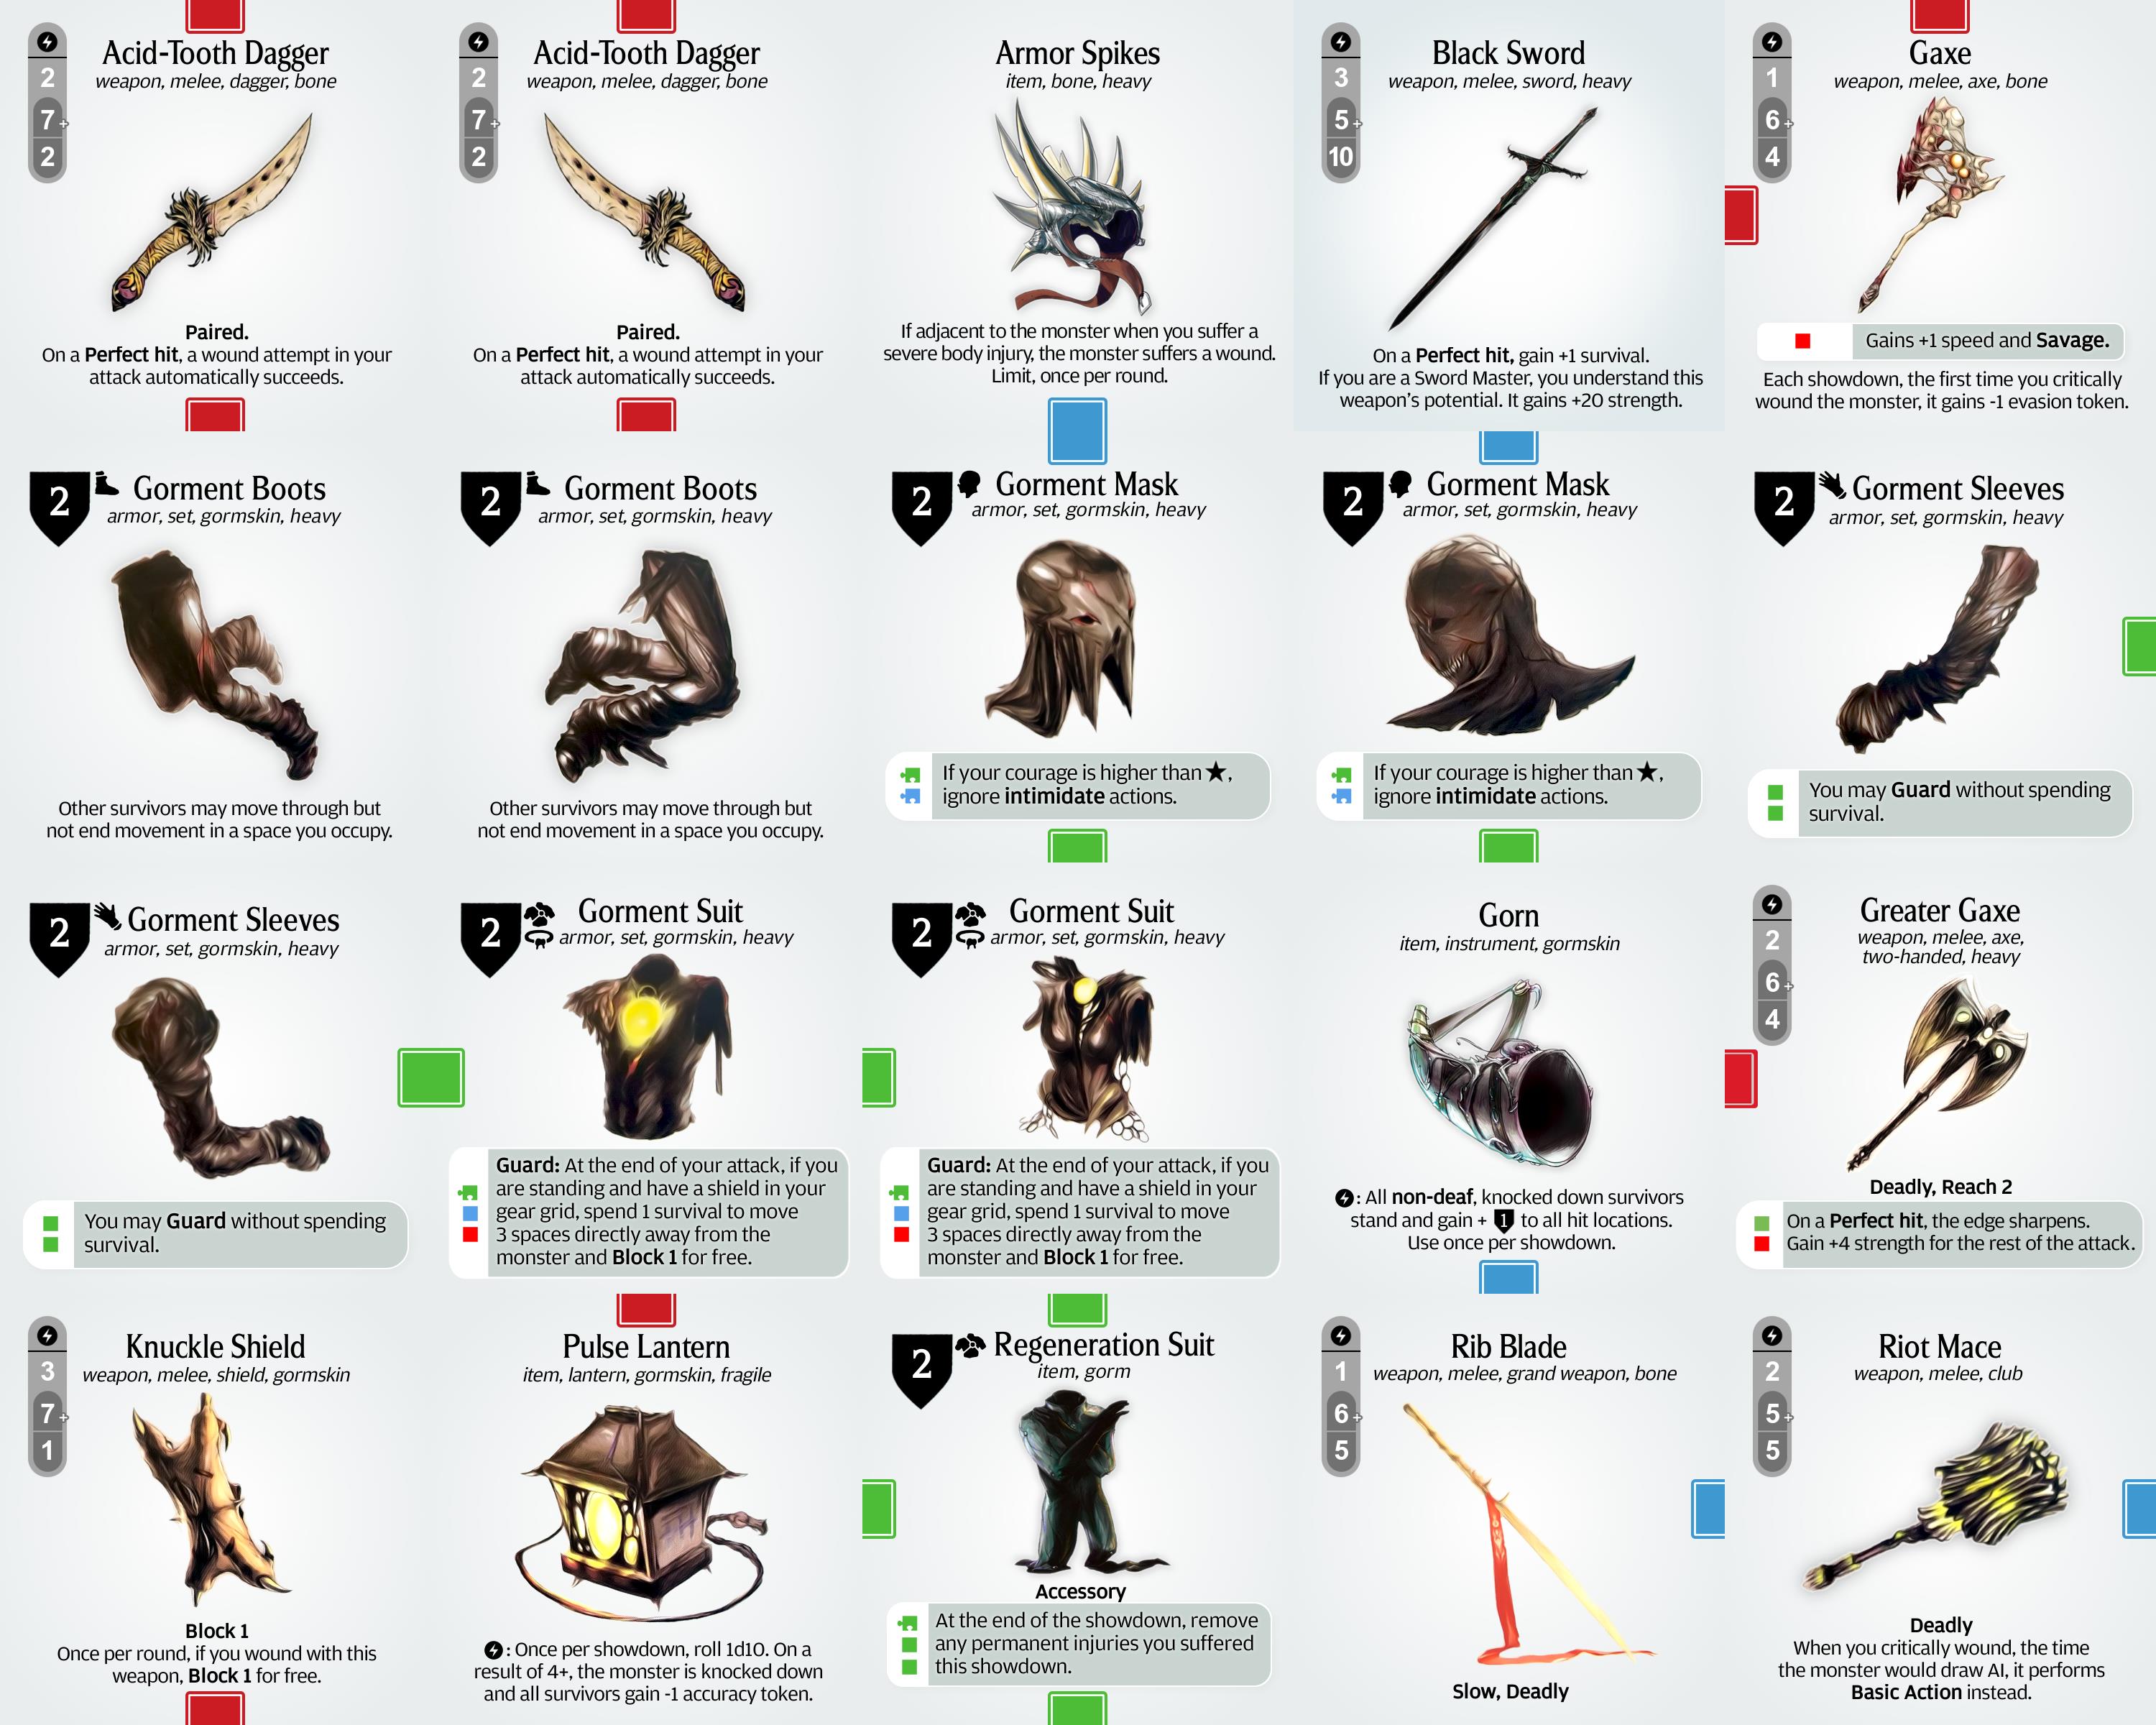 2
7+
2
Acid-Tooth Dagger
weapon, melee, dagger, bone
Paired.
On a Perfect hit, a wound attempt in your
attack automatically succeeds.
2
7+
2
Acid-Tooth Dagger
weapon, melee, dagger, bone
Paired.
On a Perfect hit, a wound attempt in your
attack automatically succeeds.
Armor Spikes
item, bone, heavy
If adjacent to the monster when you suffer a
severe body injury, the monster suffers a wound.
Limit, once per round.
3
5+
10
Black Sword
weapon, melee, sword, heavy
On a Perfect hit, gain +1 survival.
If you are a Sword Master, you understand this
weapon's potential. It gains +20 strength.
1
6+
4
Gaxe
weapon, melee, axe, bone
Gains +1 speed and Savage.
Each showdown, the first time you critically
wound the monster, it gains -1 evasion token.
2
Gorment Boots
armor, set, gormskin, heavy
Other survivors may move through but
not end movement in a space you occupy.
2
Gorment Boots
armor, set, gormskin, heavy
Other survivors may move through but
not end movement in a space you occupy.
2
Gorment Mask
armor, set, gormskin, heavy
If your courage is higher than ★,
ignore intimidate actions.
2
Gorment Mask
armor, set, gormskin, heavy
If your courage is higher than ★,
ignore intimidate actions.
2
Gorment Sleeves
armor, set, gormskin, heavy
You may Guard without spending
survival.
2
Gorment Sleeves
armor, set, gormskin, heavy
You may Guard without spending
survival.
2
Gorment Suit
armor, set, gormskin, heavy
Guard: At the end of your attack, if you
are standing and have a shield in your
gear grid, spend 1 survival to move
3 spaces directly away from the
monster and Block 1 for free.
2
Gorment Suit
armor, set, gormskin, heavy
Guard: At the end of your attack, if you
are standing and have a shield in your
gear grid, spend 1 survival to move
3 spaces directly away from the
monster and Block 1 for free.
Gorn
item, instrument, gormskin
: All non-deaf, knocked down survivors
stand and gain + 1 to all hit locations.
Use once per showdown.
2
6+
4
Greater Gaxe
weapon, melee, axe,
two-handed, heavy
Deadly, Reach 2
On a Perfect hit, the edge sharpens.
Gain +4 strength for the rest of the attack.
3
7+
1
Knuckle Shield
weapon, melee, shield, gormskin
Block 1
Once per round, if you wound with this
weapon, Block 1 for free.
Pulse Lantern
item, lantern, gormskin, fragile
: Once per showdown, roll 1d10. On a
result of 4+, the monster is knocked down
and all survivors gain -1 accuracy token.
2
Regeneration Suit
item, gorm
Accessory
At the end of the showdown, remove
any permanent injuries you suffered
this showdown.
1
6+
5
Rib Blade
weapon, melee, grand weapon, bone
Slow, Deadly
2
5+
5
Riot Mace
weapon, melee, club
Deadly
When you critically wound, the time
the monster would draw AI, it performs
Basic Action instead.